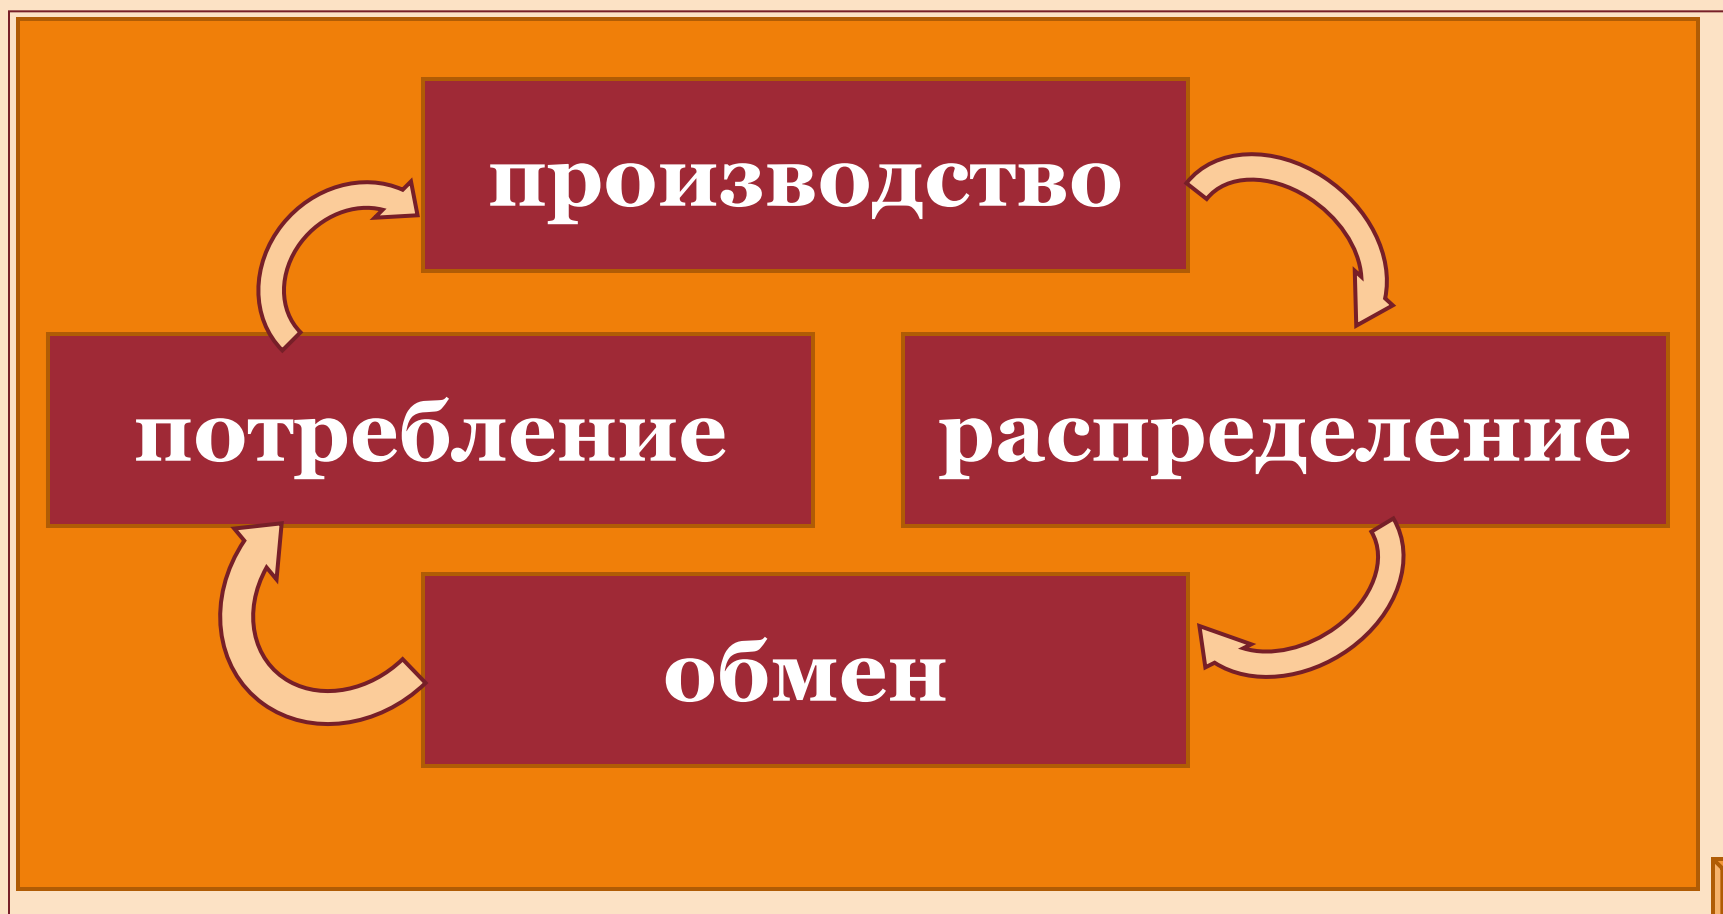 производство
потребление
распределение
обмен